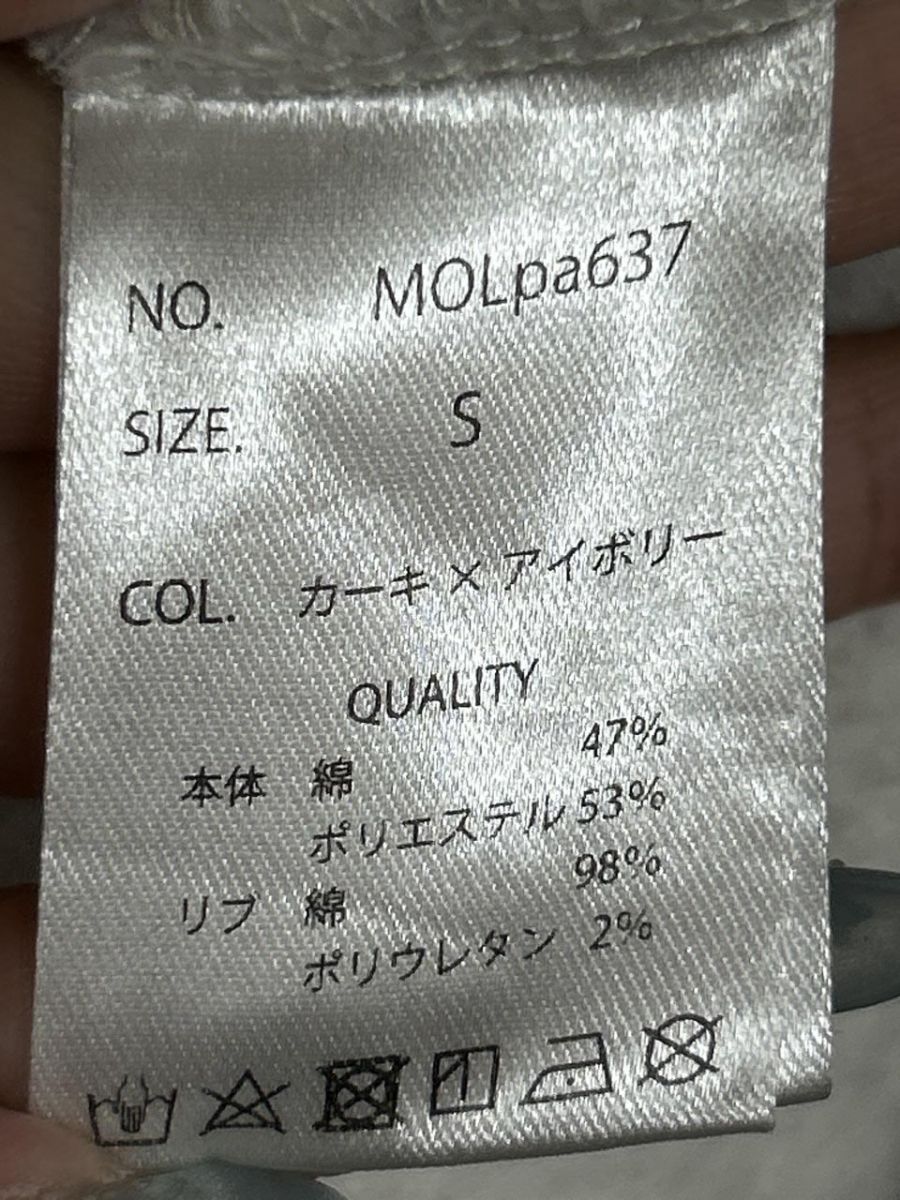 NO. MOLpa637
SIZE. S
COL. カーキ × アイボリー
QUALITY
本体 綿 47%
ポリエステル 53%
リブ 綿 98%
ポリウレタン 2%